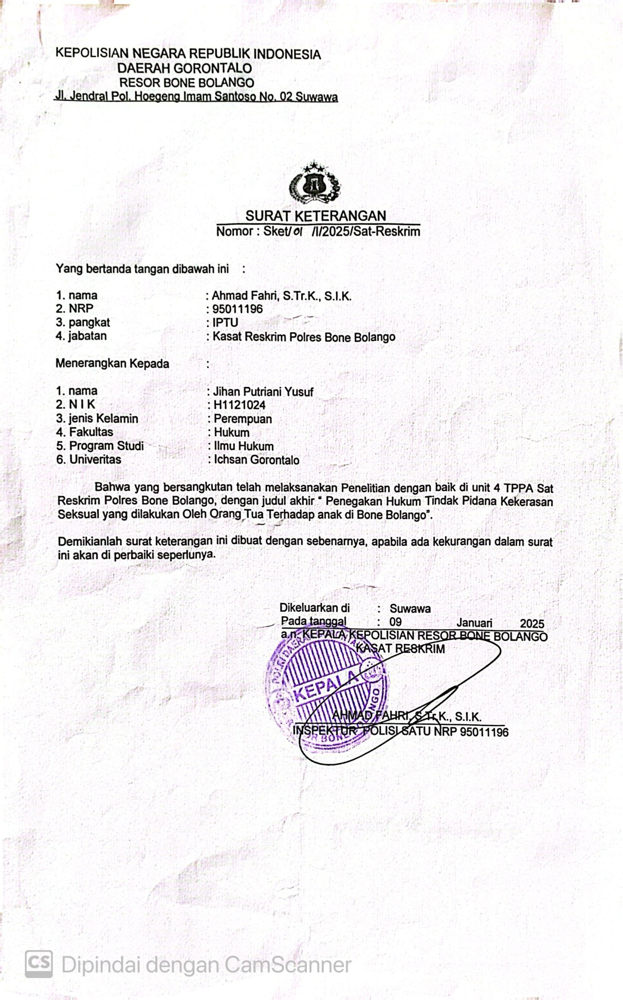 KEPOLISIAN NEGARA REPUBLIK INDONESIA
DAERAH GORONTALO
RESOR BONE BOLANGO
Jl. Jendral Pol. Hoegeng Imam Santoso No. 02 Suwawa
SURAT KETERANGAN
Nomor : Sket/ 01 /I/2025/Sat-Reskrim
Yang bertanda tangan dibawah ini :
1. nama : Ahmad Fahri, S.Tr.K., S.I.K.
2. NRP : 95011196
3. pangkat : IPTU
4. jabatan : Kasat Reskrim Polres Bone Bolango
Menerangkan Kepada :
1. nama : Jihan Putriani Yusuf
2. N I K : H1121024
3. jenis Kelamin : Perempuan
4. Fakultas : Hukum
5. Program Studi : Ilmu Hukum
6. Univeritas : Ichsan Gorontalo
Bahwa yang bersangkutan telah melaksanakan Penelitian dengan baik di unit 4 TPPA Sat
Reskrim Polres Bone Bolango, dengan judul akhir “ Penegakan Hukum Tindak Pidana Kekerasan
Seksual yang dilakukan Oleh Orang Tua Terhadap anak di Bone Bolango”.
Demikianlah surat keterangan ini dibuat dengan sebenarnya, apabila ada kekurangan dalam surat
ini akan di perbaiki seperlunya.
Dikeluarkan di : Suwawa
Pada tanggal : 09 Januari 2025
a.n. KEPALA KEPOLISIAN RESOR BONE BOLANGO
KASAT RESKRIM
KEPALA
AHMAD FAHRI, S.Tr.K., S.I.K.
INSPEKTUR POLISI SATU NRP 95011196
CS Dipindai dengan CamScanner